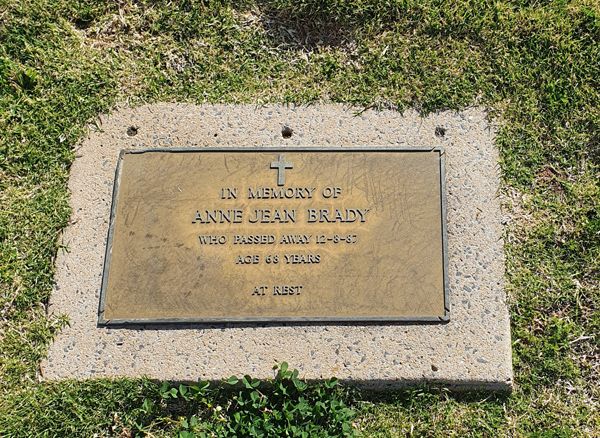 IN MEMORY OF
ANNE JEAN BRADY
WHO PASSED AWAY 12-8-87
AGE 68 YEARS
AT REST